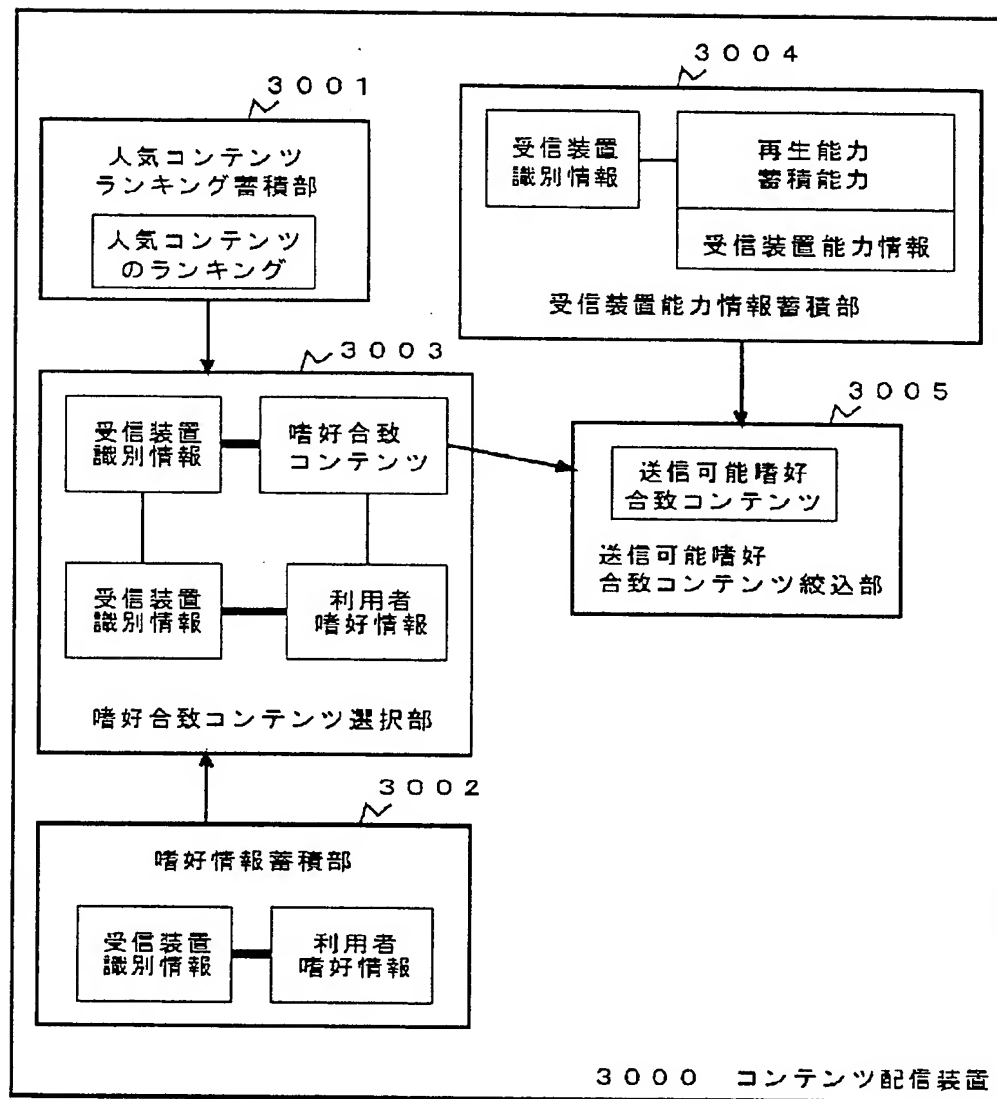 3001
人気コンテンツ
ランキング蓄積部
人気コンテンツ
のランキング
3004
受信装置
識別情報
再生能力
蓄積能力
受信装置能力情報
受信装置能力情報蓄積部
3003
受信装置
識別情報
嗜好合致
コンテンツ
受信装置
識別情報
利用者
嗜好情報
嗜好合致コンテンツ選択部
3005
送信可能嗜好
合致コンテンツ
送信可能嗜好
合致コンテンツ絞込部
3002
嗜好情報蓄積部
受信装置
識別情報
利用者
嗜好情報
3000 コンテンツ配信装置